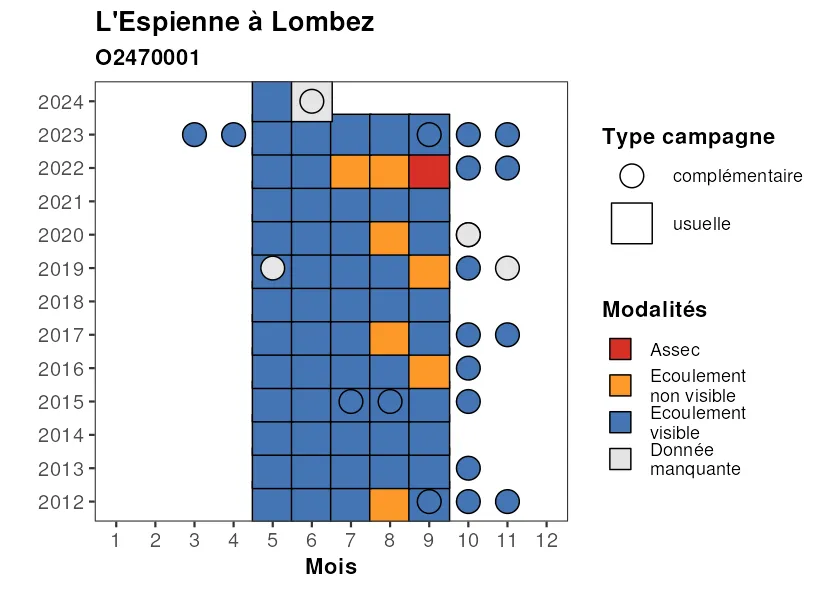 L'Espienne à Lombez
O2470001
2024
2023
2022
2021
2020
2019
2018
2017
2016
2015
2014
2013
2012
1 2 3 4 5 6 7 8 9 10 11 12
Mois
Type campagne
complémentaire
usuelle
Modalités
Assec
Ecoulement
non visible
Ecoulement
visible
Donnée
manquante